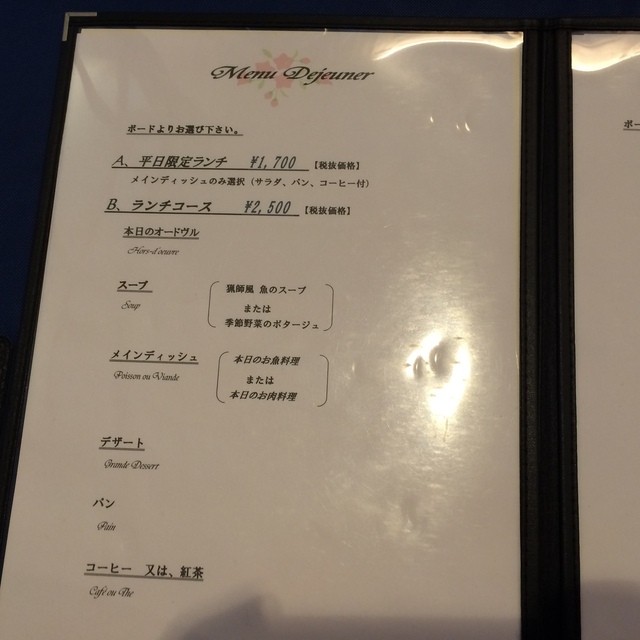 Menu Dejeuner
ボードよりお選び下さい。
A、平日限定ランチ ¥1,700 【税抜価格】
メインディッシュのみ選択（サラダ、パン、コーヒー付）
B、ランチコース ¥2,500 【税抜価格】
本日のオードヴル
Hors-d'oeuvre
スープ
Soup
猟師風 魚のスープ
または
季節野菜のポタージュ
メインディッシュ
Poisson ou Viande
本日のお魚料理
または
本日のお肉料理
デザート
Grande Dessert
パン
Pain
コーヒー 又は、紅茶
Café ou The
ボー